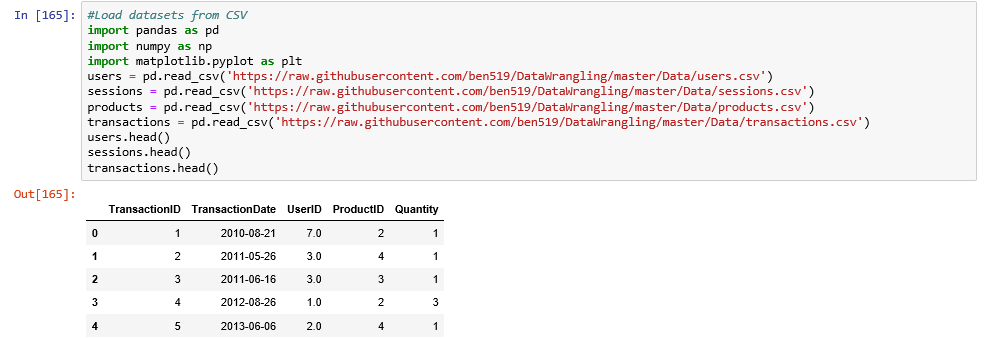 In [165]: #Load datasets from CSV
import pandas as pd
import numpy as np
import matplotlib.pyplot as plt
users = pd.read_csv('https://raw.githubusercontent.com/ben519/DataWrangling/master/Data/users.csv')
sessions = pd.read_csv('https://raw.githubusercontent.com/ben519/DataWrangling/master/Data/sessions.csv')
products = pd.read_csv('https://raw.githubusercontent.com/ben519/DataWrangling/master/Data/products.csv')
transactions = pd.read_csv('https://raw.githubusercontent.com/ben519/DataWrangling/master/Data/transactions.csv')
users.head()
sessions.head()
transactions.head()
Out[165]:
TransactionID TransactionDate UserID ProductID Quantity
0 1 2010-08-21 7.0 2 1
1 2 2011-05-26 3.0 4 1
2 3 2011-06-16 3.0 3 1
3 4 2012-08-26 1.0 2 3
4 5 2013-06-06 2.0 4 1